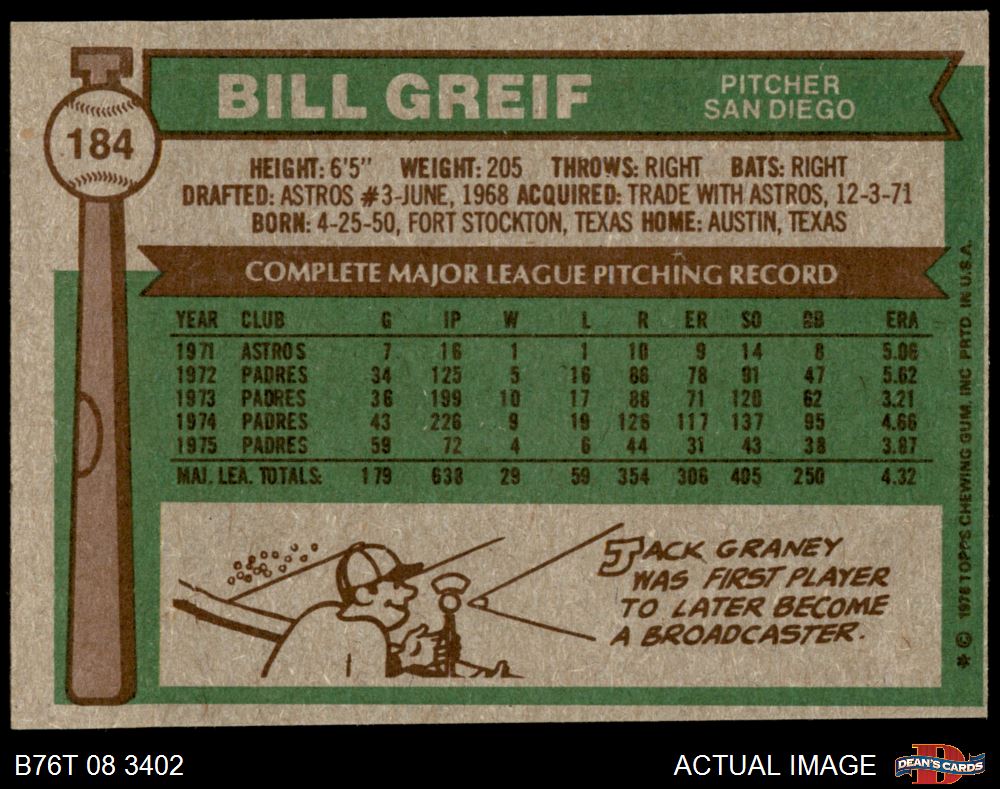 184
BILL GREIF
PITCHER
SAN DIEGO
HEIGHT: 6'5" WEIGHT: 205 THROWS: RIGHT BATS: RIGHT
DRAFTED: ASTROS #3-JUNE, 1968 ACQUIRED: TRADE WITH ASTROS, 12-3-71
BORN: 4-25-50, FORT STOCKTON, TEXAS HOME: AUSTIN, TEXAS
COMPLETE MAJOR LEAGUE PITCHING RECORD
YEAR CLUB G IP W L R ER SO BB ERA
1971 ASTROS 7 16 1 1 10 9 14 8 5.06
1972 PADRES 34 125 5 16 86 78 91 47 5.62
1973 PADRES 36 199 10 17 88 71 120 62 3.21
1974 PADRES 43 226 9 19 126 117 137 95 4.66
1975 PADRES 59 72 4 6 44 31 43 38 3.87
MAJ. LEA. TOTALS: 179 638 29 59 354 306 405 250 4.32
JACK GRANEY
WAS FIRST PLAYER
TO LATER BECOME
A BROADCASTER.
* © 1976 TOPPS CHEWING GUM, INC PRTD. IN U.S.A.
B76T 08 3402
ACTUAL IMAGE
D
DEAN'S CARDS